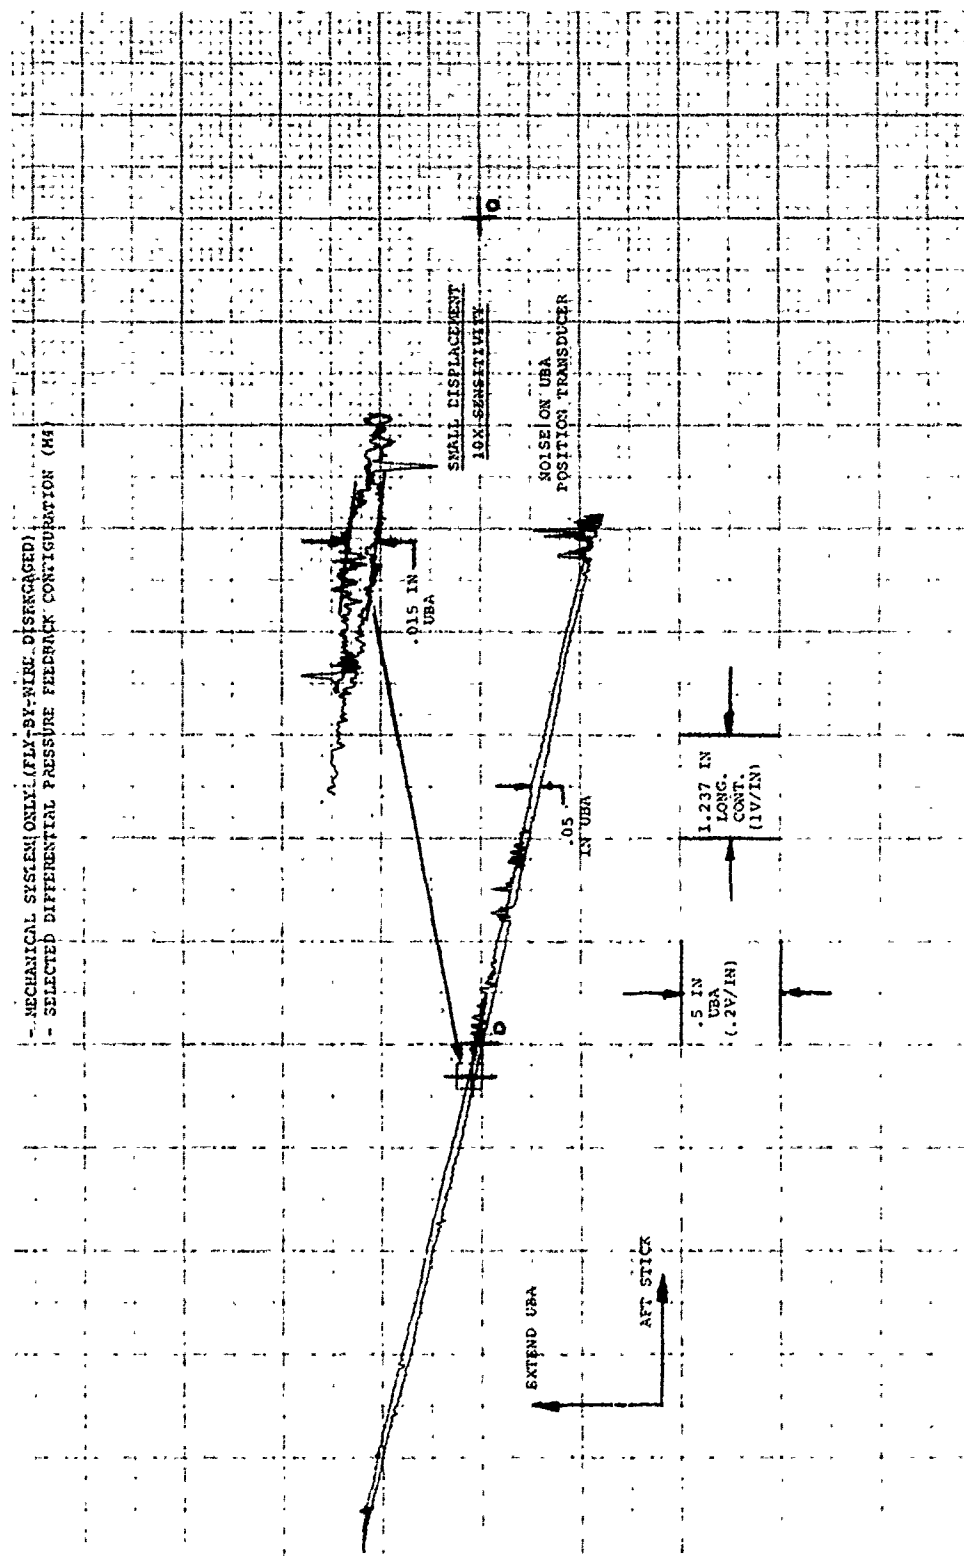 - MECHANICAL SYSTEM ONLY (FLY-BY-WIRE DISENGAGED)
- SELECTED DIFFERENTIAL PRESSURE FEEDBACK CONFIGURATION (M4)
0
SMALL DISPLACEMENT
10X SENSITIVITY
NOISE ON UBA
POSITION TRANSDUCER
.015 IN
UBA
.05
IN UBA
0
1.237 IN
LONG.
CONT.
(1V/IN)
.5 IN
UBA
(.2V/IN)
EXTEND UBA
AFT STICK